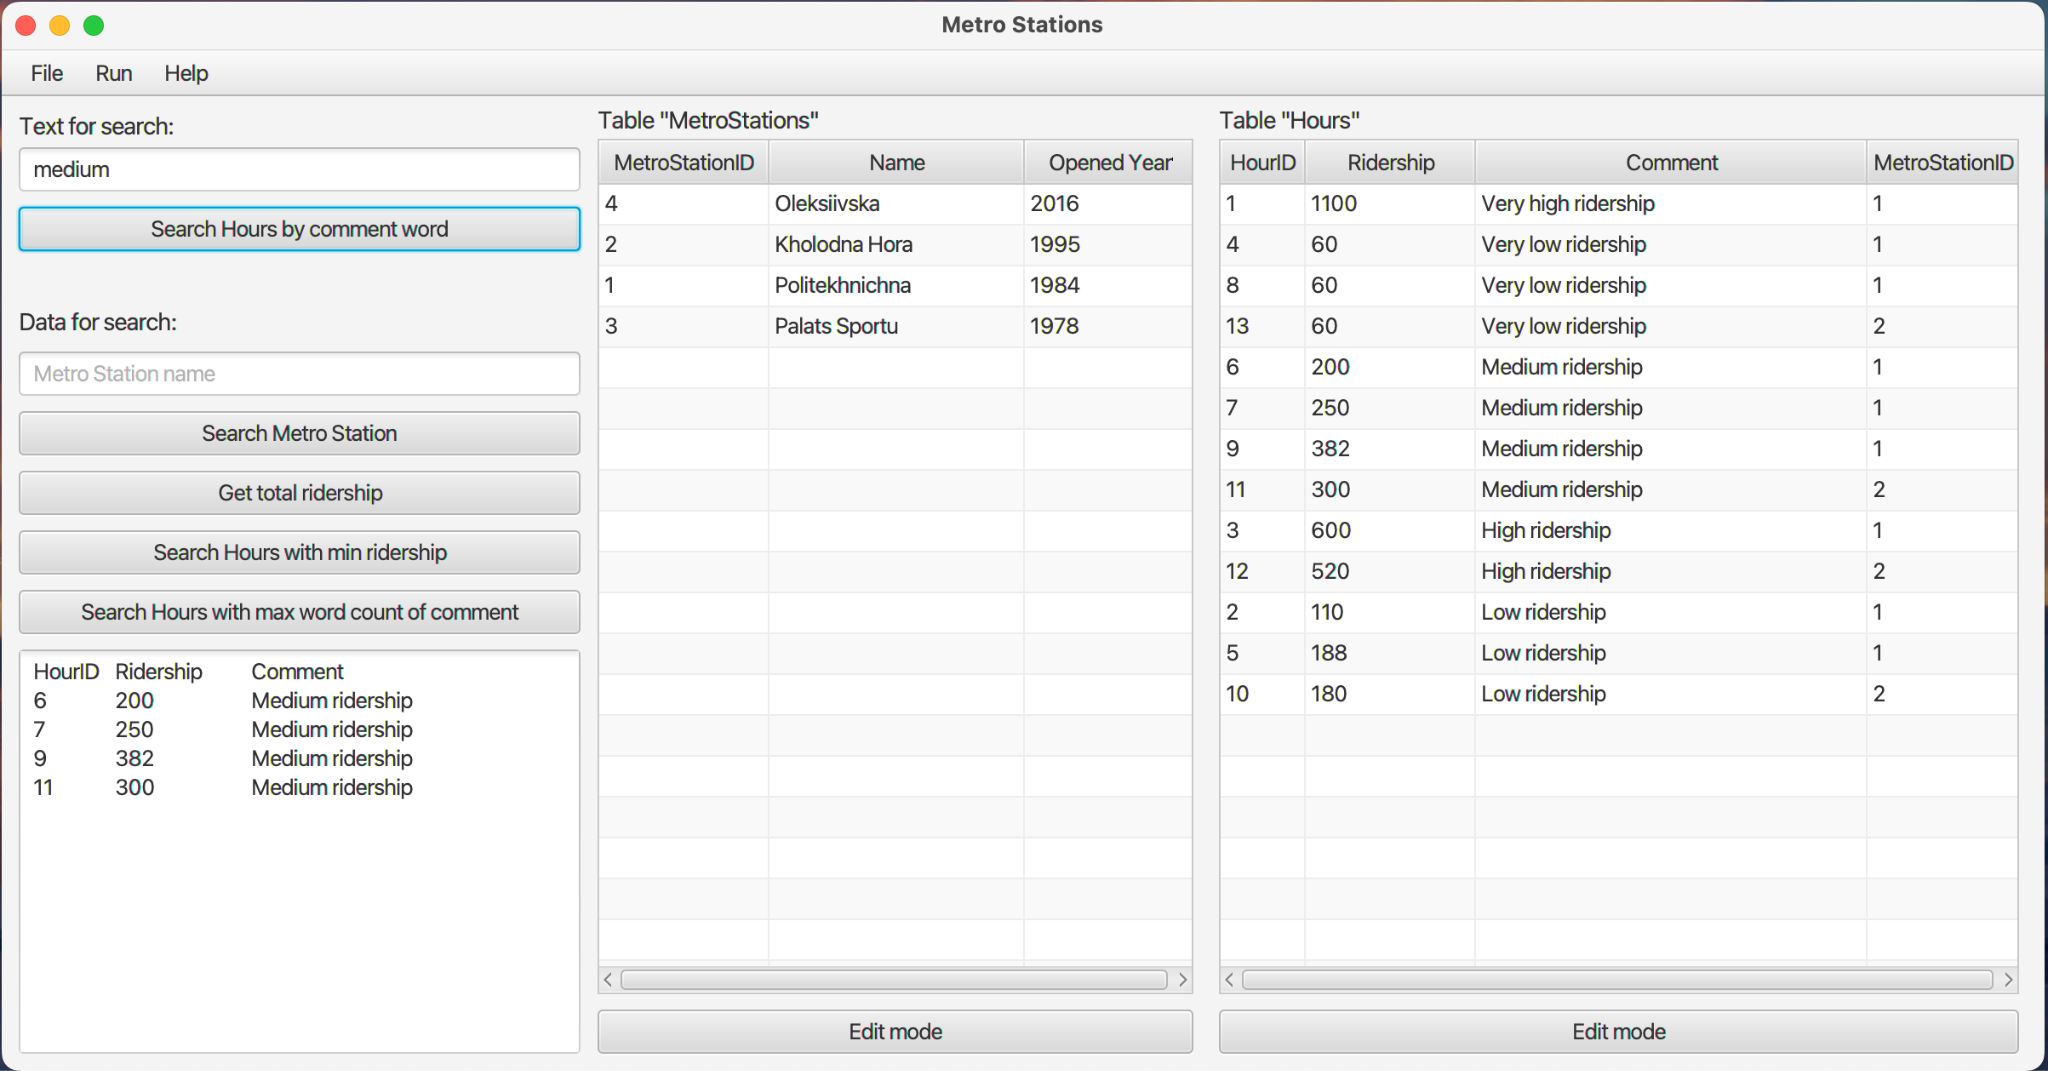 Metro Stations
File Run Help
Text for search:
medium
Search Hours by comment word
Data for search:
Metro Station name
Search Metro Station
Get total ridership
Search Hours with min ridership
Search Hours with max word count of comment
HourID Ridership Comment
6 200 Medium ridership
7 250 Medium ridership
9 382 Medium ridership
11 300 Medium ridership
Table "MetroStations"
MetroStationID Name Opened Year
4 Oleksiivska 2016
2 Kholodna Hora 1995
1 Politekhnichna 1984
3 Palats Sportu 1978
Edit mode
Table "Hours"
HourID Ridership Comment MetroStationID
1 1100 Very high ridership 1
4 60 Very low ridership 1
8 60 Very low ridership 1
13 60 Very low ridership 2
6 200 Medium ridership 1
7 250 Medium ridership 1
9 382 Medium ridership 1
11 300 Medium ridership 2
3 600 High ridership 1
12 520 High ridership 2
2 110 Low ridership 1
5 188 Low ridership 1
10 180 Low ridership 2
Edit mode